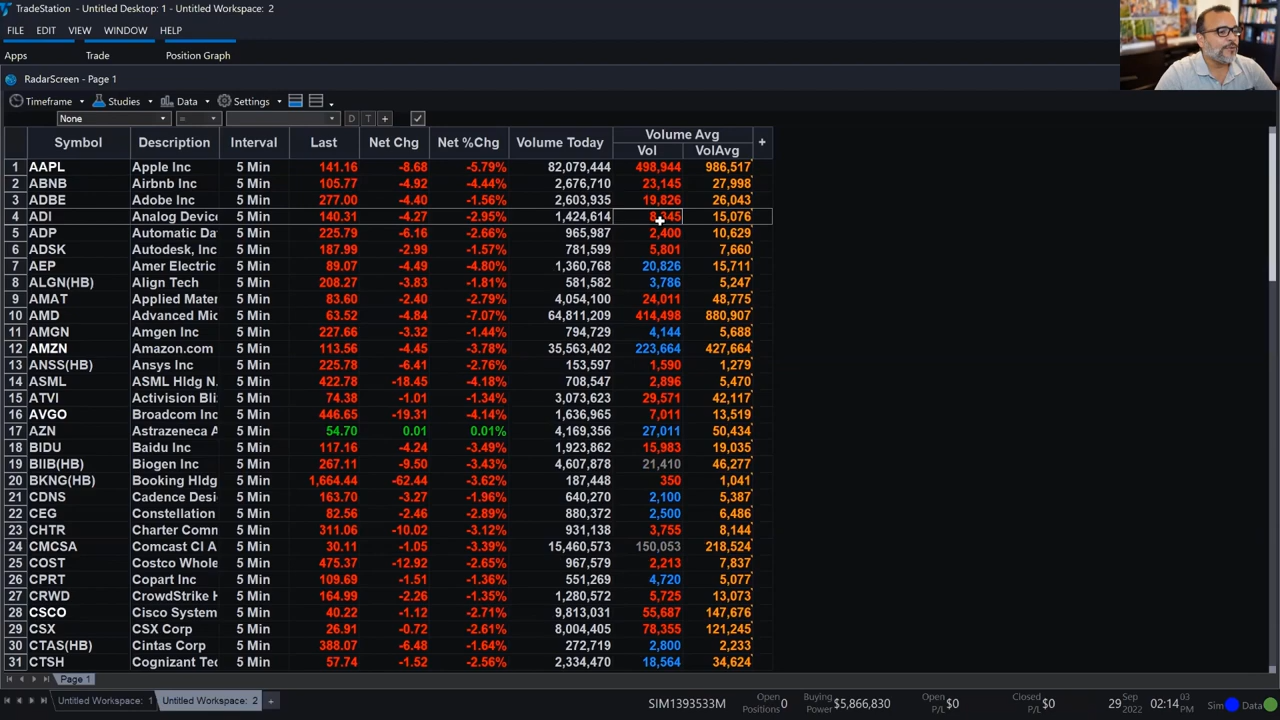 TradeStation - Untitled Desktop: 1 - Untitled Workspace: 2
FILE EDIT VIEW WINDOW HELP
Apps Trade Position Graph
RadarScreen - Page 1
Timeframe Studies Data Settings
None = D T +
Volume Avg
Symbol Description Interval Last Net Chg Net %Chg Volume Today Vol VolAvg +
1 AAPL Apple Inc 5 Min 141.16 -8.68 -5.79% 82,079,444 498,944 986,517
2 ABNB Airbnb Inc 5 Min 105.77 -4.92 -4.44% 2,676,710 23,145 27,998
3 ADBE Adobe Inc 5 Min 277.00 -4.40 -1.56% 2,603,935 19,826 26,043
4 ADI Analog Device 5 Min 140.31 -4.27 -2.95% 1,424,614 8,345 15,076
5 ADP Automatic Da 5 Min 225.79 -6.16 -2.66% 965,987 2,400 10,629
6 ADSK Autodesk, Inc 5 Min 187.99 -2.99 -1.57% 781,599 5,801 7,660
7 AEP Amer Electric 5 Min 89.07 -4.49 -4.80% 1,360,768 20,826 15,711
8 ALGN(HB) Align Tech 5 Min 208.27 -3.83 -1.81% 581,582 3,786 5,247
9 AMAT Applied Mater 5 Min 83.60 -2.40 -2.79% 4,054,100 24,011 48,775
10 AMD Advanced Mic 5 Min 63.52 -4.84 -7.07% 64,811,209 414,498 880,907
11 AMGN Amgen Inc 5 Min 227.66 -3.32 -1.44% 794,729 4,144 5,688
12 AMZN Amazon.com 5 Min 113.56 -4.45 -3.78% 35,563,402 223,664 427,664
13 ANSS(HB) Ansys Inc 5 Min 225.78 -6.41 -2.76% 153,597 1,590 1,279
14 ASML ASML Hldg N. 5 Min 422.78 -18.45 -4.18% 708,547 2,896 5,470
15 ATVI Activision Bli 5 Min 74.38 -1.01 -1.34% 3,073,623 29,571 42,117
16 AVGO Broadcom Inc 5 Min 446.65 -19.31 -4.14% 1,636,965 7,011 13,519
17 AZN Astrazeneca A 5 Min 54.70 0.01 0.01% 4,169,356 27,011 50,434
18 BIDU Baidu Inc 5 Min 117.16 -4.24 -3.49% 1,923,862 15,983 19,035
19 BIIB(HB) Biogen Inc 5 Min 267.11 -9.50 -3.43% 4,607,878 21,410 46,277
20 BKNG(HB) Booking Hldg 5 Min 1,664.44 -62.44 -3.62% 187,448 350 1,041
21 CDNS Cadence Desi 5 Min 163.70 -3.27 -1.96% 640,270 2,100 5,387
22 CEG Constellation 5 Min 82.56 -2.46 -2.89% 880,372 2,500 6,486
23 CHTR Charter Comm 5 Min 311.06 -10.02 -3.12% 931,138 3,755 8,144
24 CMCSA Comcast Cl A 5 Min 30.11 -1.05 -3.39% 15,460,573 150,053 218,524
25 COST Costco Whole 5 Min 475.37 -12.92 -2.65% 967,579 2,213 7,837
26 CPRT Copart Inc 5 Min 109.69 -1.51 -1.36% 551,269 4,720 5,077
27 CRWD CrowdStrike H 5 Min 164.99 -2.26 -1.35% 1,280,572 5,725 13,073
28 CSCO Cisco System 5 Min 40.22 -1.12 -2.71% 9,813,031 55,687 147,676
29 CSX CSX Corp 5 Min 26.91 -0.72 -2.61% 8,004,405 78,355 121,245
30 CTAS(HB) Cintas Corp 5 Min 388.07 -6.48 -1.64% 272,719 2,800 2,233
31 CTSH Cognizant Tec 5 Min 57.74 -1.52 -2.56% 2,334,470 18,564 34,624
Page 1
Untitled Workspace: 1 Untitled Workspace: 2 + SIM1393533M Open Positions 0 Buying Power $5,866,830 Open P/L $0 Closed P/L $0 29 Sep 2022 02:14 03 PM Sim Data